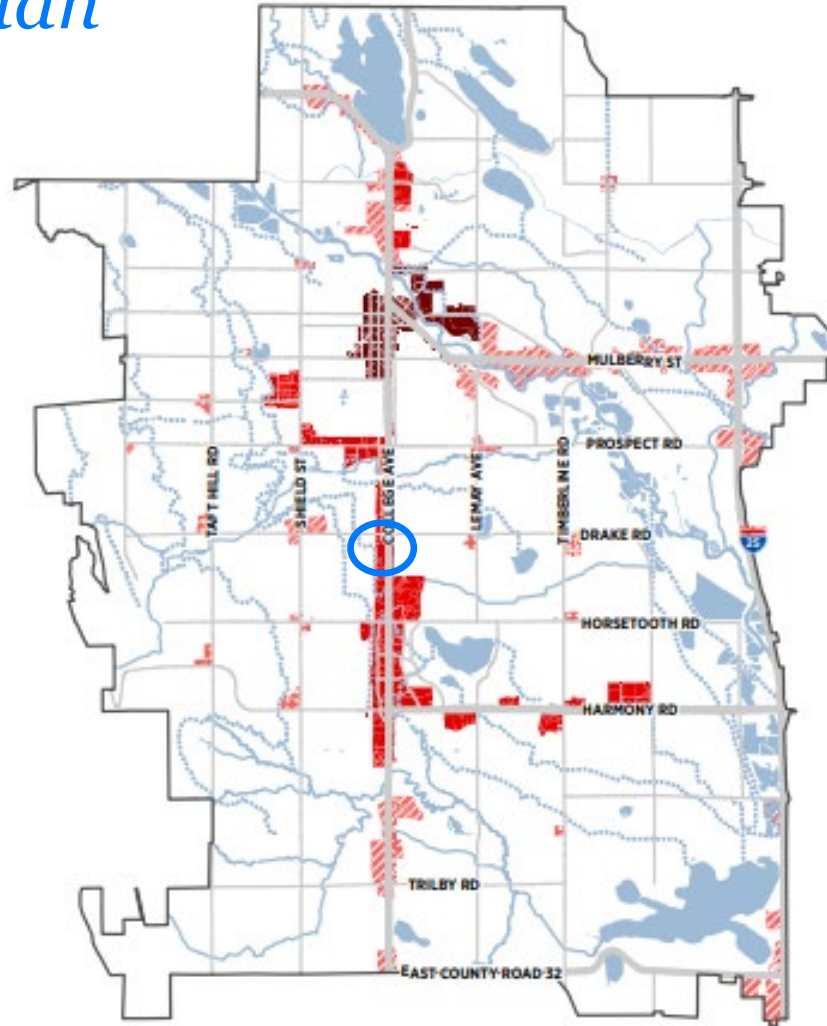 lan
MULBERRY ST
PROSPECT RD
TAFT HILL RD
SHIELD ST
COLLEGE AVE
LEMAY AVE
TIMBERLINE RD
DRAKE RD
25
HORSETOOTH RD
HARMONY RD
TRILBY RD
EAST COUNTY ROAD 32